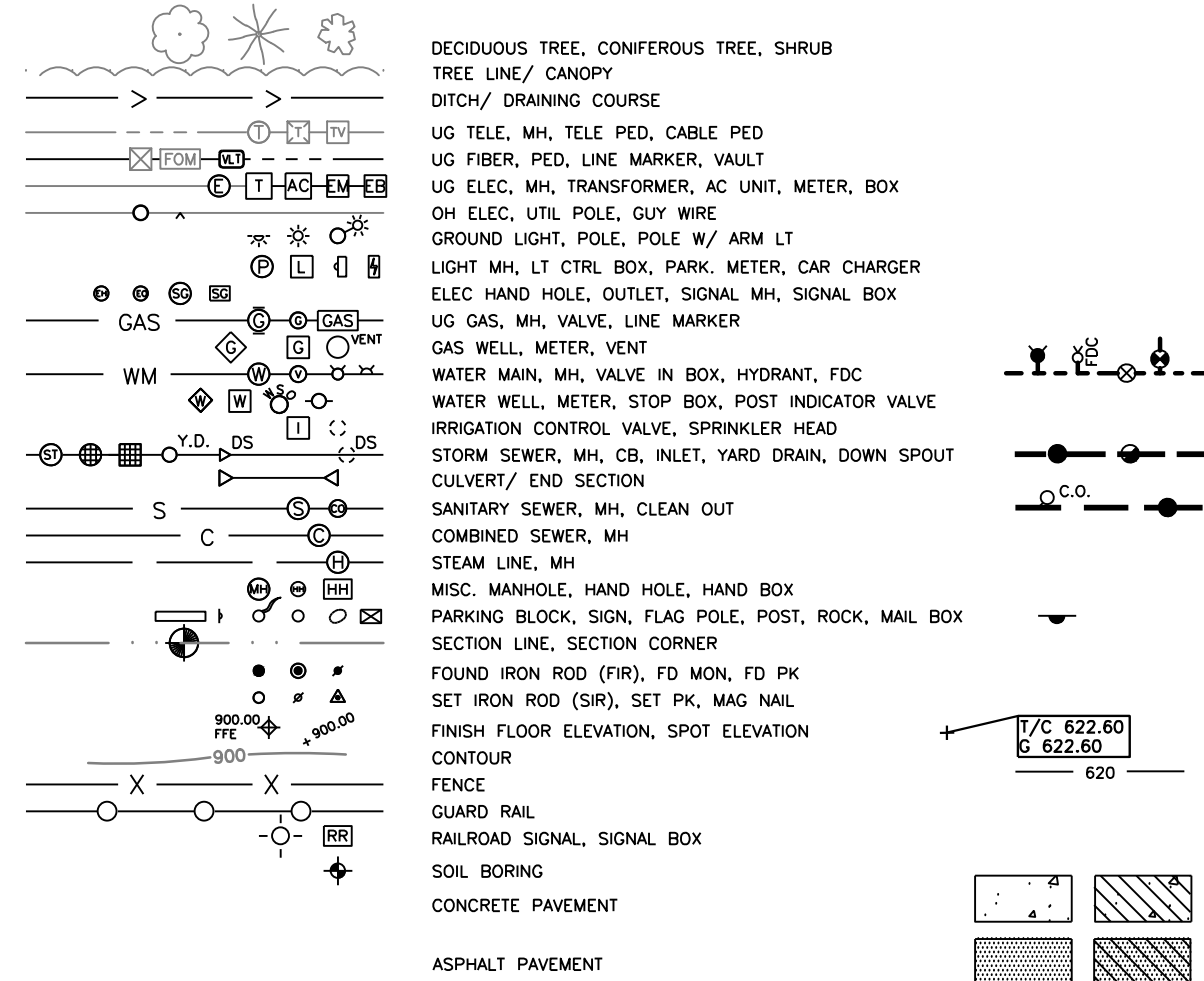 DECIDUOUS TREE, CONIFEROUS TREE, SHRUB
TREE LINE/ CANOPY
> > DITCH/ DRAINING COURSE
T T TV UG TELE, MH, TELE PED, CABLE PED
FOM VLT UG FIBER, PED, LINE MARKER, VAULT
E T AC EM EB UG ELEC, MH, TRANSFORMER, AC UNIT, METER, BOX
OH ELEC, UTIL POLE, GUY WIRE
GROUND LIGHT, POLE, POLE W/ ARM LT
P L LIGHT MH, LT CTRL BOX, PARK. METER, CAR CHARGER
EH EO SG SG ELEC HAND HOLE, OUTLET, SIGNAL MH, SIGNAL BOX
GAS G G GAS UG GAS, MH, VALVE, LINE MARKER
G G VENT GAS WELL, METER, VENT
WM W V WATER MAIN, MH, VALVE IN BOX, HYDRANT, FDC FDC
W W WSO WATER WELL, METER, STOP BOX, POST INDICATOR VALVE
I IRRIGATION CONTROL VALVE, SPRINKLER HEAD
ST Y.D. DS DS STORM SEWER, MH, CB, INLET, YARD DRAIN, DOWN SPOUT
CULVERT/ END SECTION
S S CO SANITARY SEWER, MH, CLEAN OUT C.O.
C C COMBINED SEWER, MH
H STEAM LINE, MH
MH HH HH MISC. MANHOLE, HAND HOLE, HAND BOX
PARKING BLOCK, SIGN, FLAG POLE, POST, ROCK, MAIL BOX
SECTION LINE, SECTION CORNER
FOUND IRON ROD (FIR), FD MON, FD PK
SET IRON ROD (SIR), SET PK, MAG NAIL
900.00 +900.00 FINISH FLOOR ELEVATION, SPOT ELEVATION T/C 622.60
FFE G 622.60
900 CONTOUR
620
X X FENCE
GUARD RAIL
RR RAILROAD SIGNAL, SIGNAL BOX
SOIL BORING
CONCRETE PAVEMENT
ASPHALT PAVEMENT